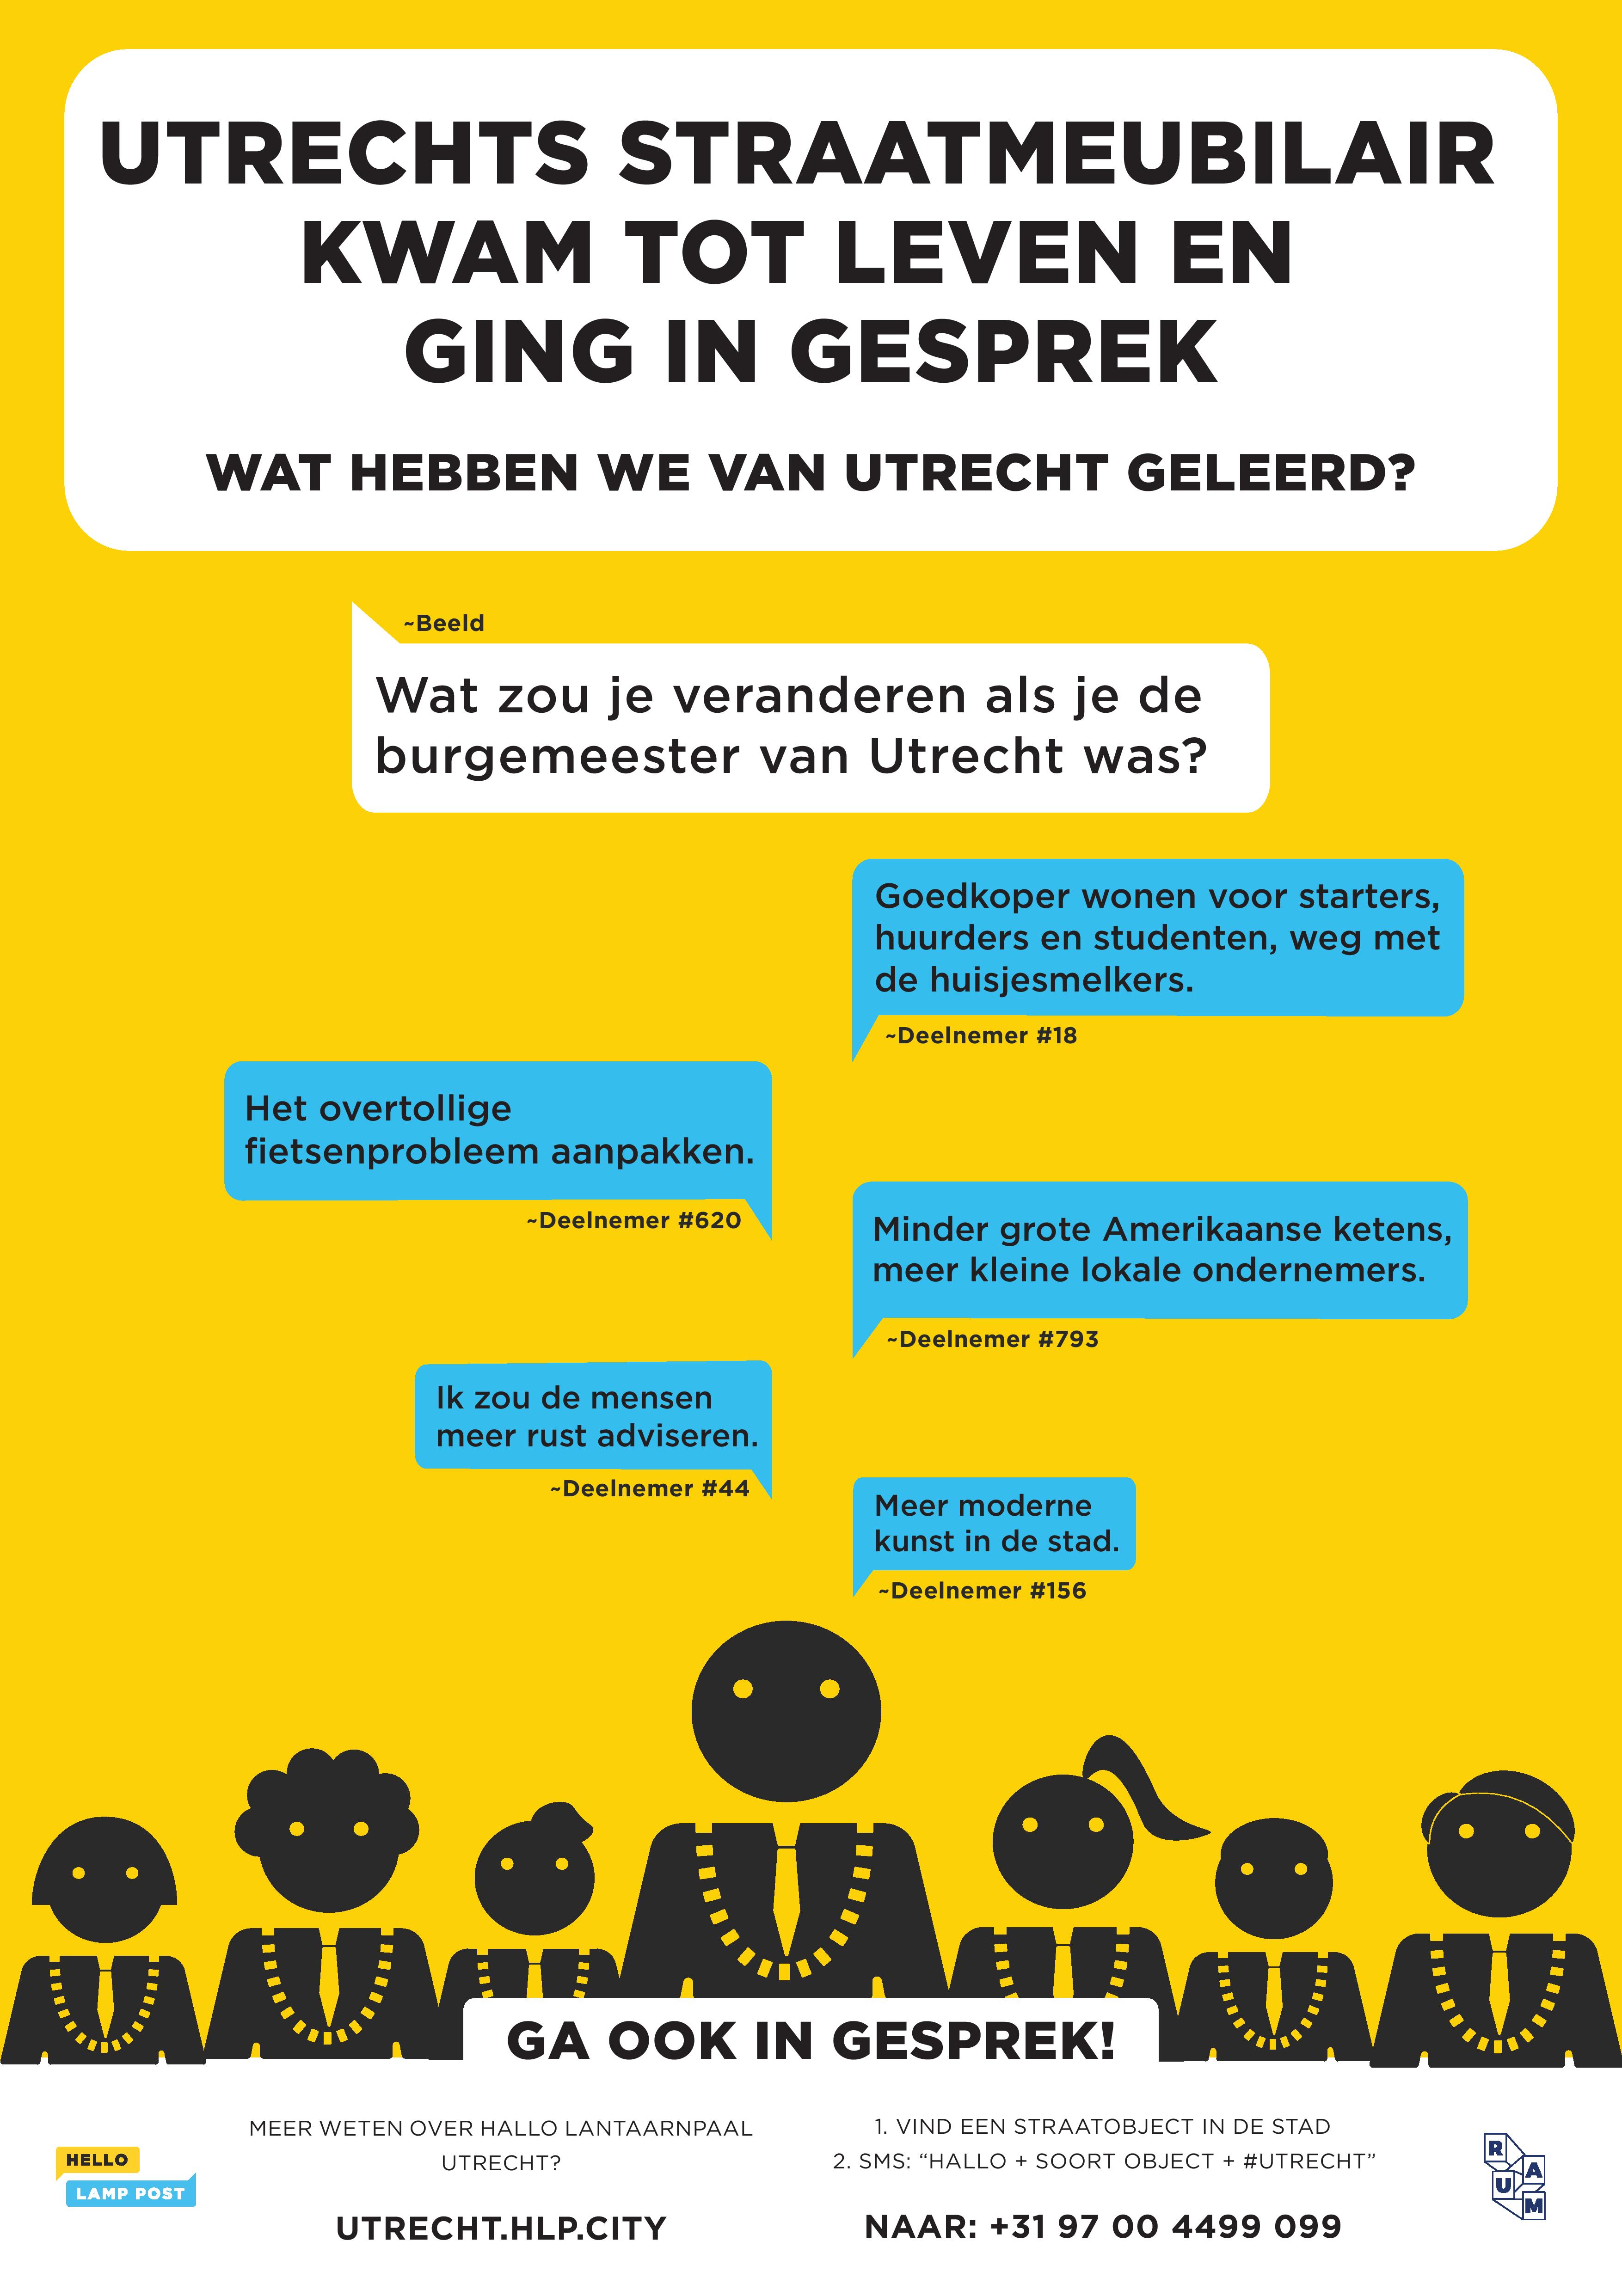 UTRECHTS STRAATMEUBILAIR
KWAM TOT LEVEN EN
GING IN GESPREK
WAT HEBBEN WE VAN UTRECHT GELEERD?
~Beeld
Wat zou je veranderen als je de
burgemeester van Utrecht was?
Goedkoper wonen voor starters,
huurders en studenten, weg met
de huisjesmelkers.
~Deelnemer #18
Het overtollige
fietsenprobleem aanpakken.
~Deelnemer #620
Minder grote Amerikaanse ketens,
meer kleine lokale ondernemers.
~Deelnemer #793
Ik zou de mensen
meer rust adviseren.
~Deelnemer #44
Meer moderne
kunst in de stad.
~Deelnemer #156
GA OOK IN GESPREK!
HELLO
LAMP POST
MEER WETEN OVER HALLO LANTAARNPAAL
UTRECHT?
UTRECHT.HLP.CITY
1. VIND EEN STRAATOBJECT IN DE STAD
2. SMS: “HALLO + SOORT OBJECT + #UTRECHT”
NAAR: +31 97 00 4499 099
RAUM